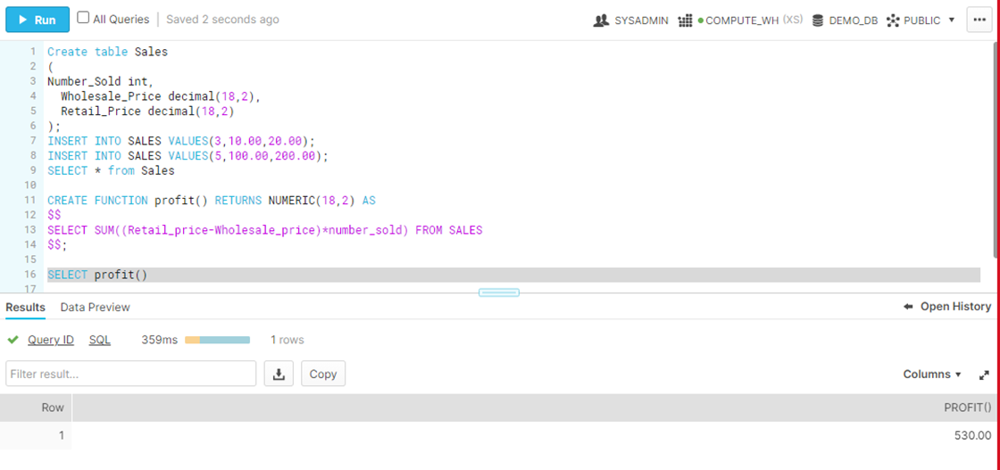 Run All Queries Saved 2 seconds ago SYSADMIN COMPUTE_WH (XS) DEMO_DB PUBLIC
1 Create table Sales
2 (
3 Number_Sold int,
4 Wholesale_Price decimal(18,2),
5 Retail_Price decimal(18,2)
6 );
7 INSERT INTO SALES VALUES(3,10.00,20.00);
8 INSERT INTO SALES VALUES(5,100.00,200.00);
9 SELECT * from Sales
10
11 CREATE FUNCTION profit() RETURNS NUMERIC(18,2) AS
12 $$
13 SELECT SUM((Retail_price-Wholesale_price)*number_sold) FROM SALES
14 $$;
15
16 SELECT profit()
17
Results Data Preview Open History
Query ID SQL 359ms 1 rows
Filter result... Copy Columns
Row PROFIT()
1 530.00